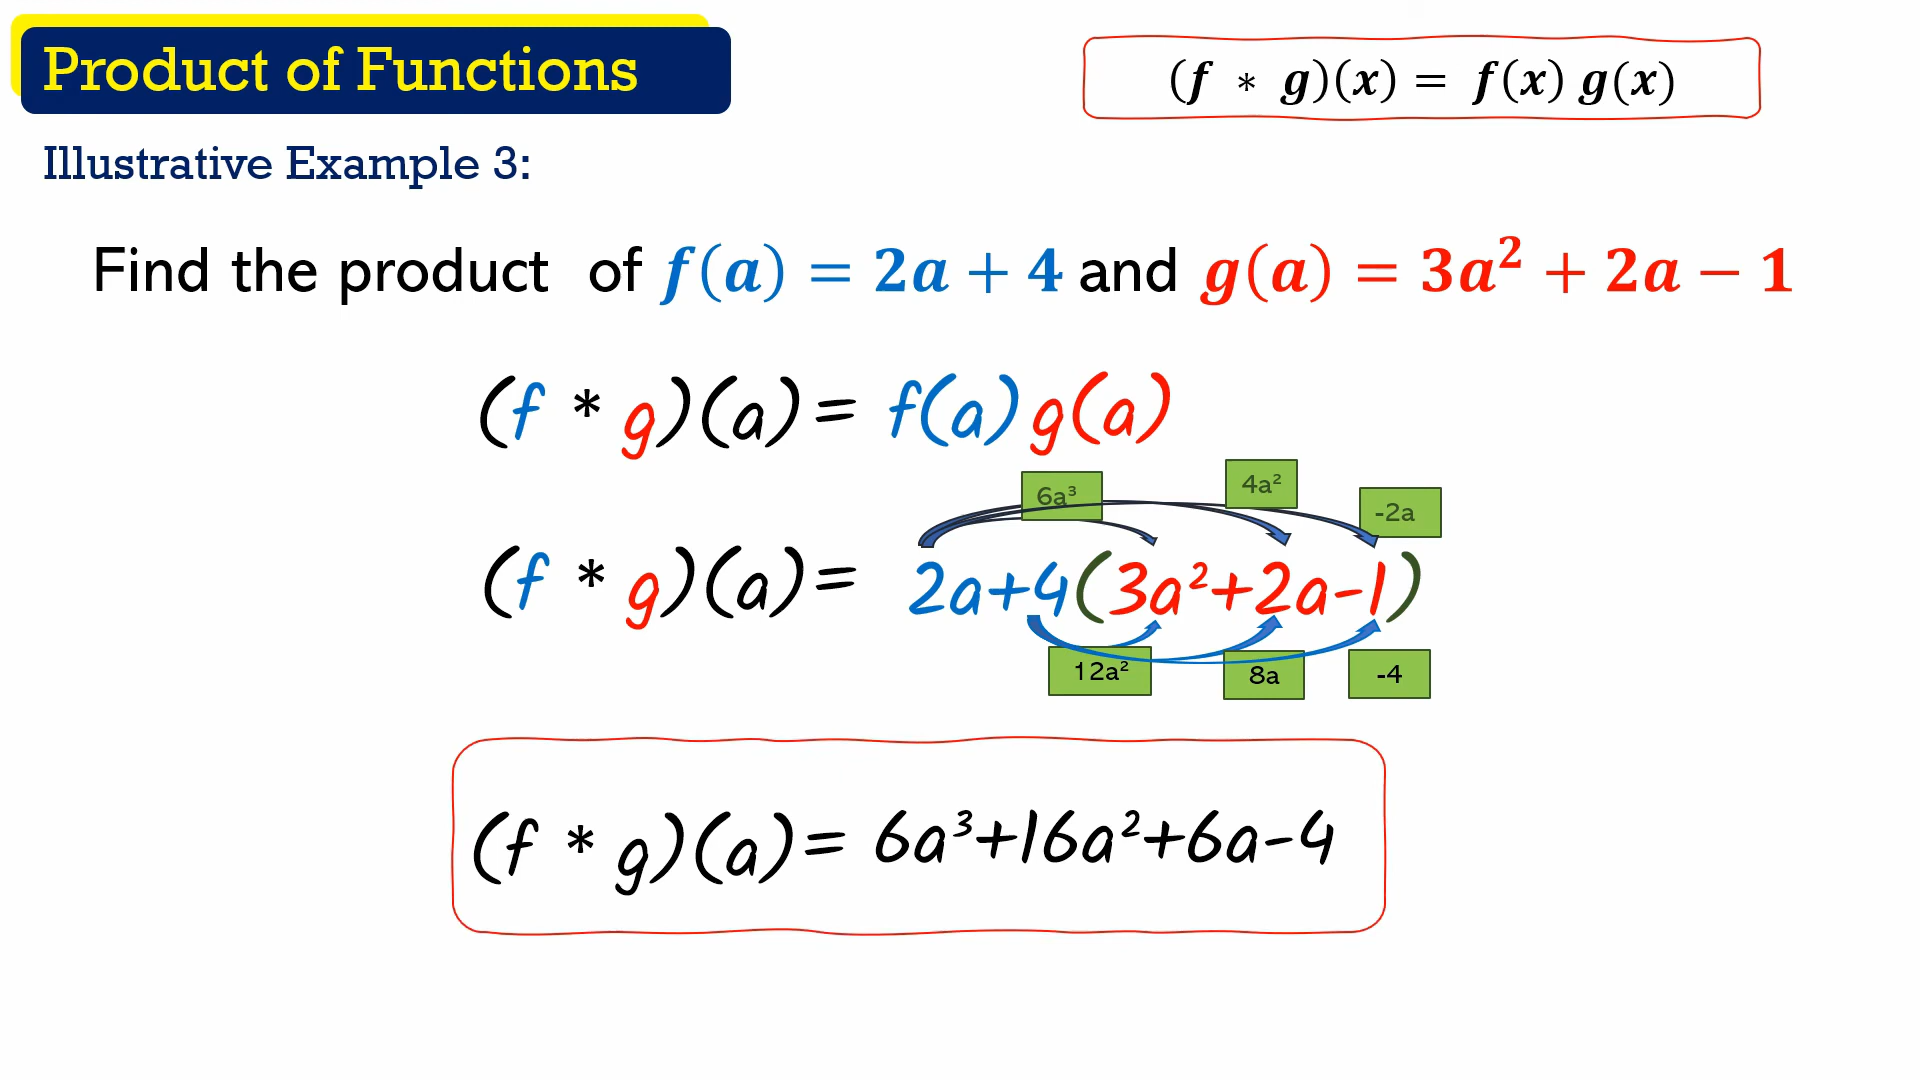 Product of Functions
(f * g)(x) = f(x) g(x)
Illustrative Example 3:
Find the product of f(a) = 2a + 4 and g(a) = 3a² + 2a − 1
(f * g)(a)= f(a)g(a)
6a³ 4a² -2a
(f * g)(a)= 2a+4(3a²+2a-1)
12a² 8a -4
(f * g)(a)= 6a³+16a²+6a-4